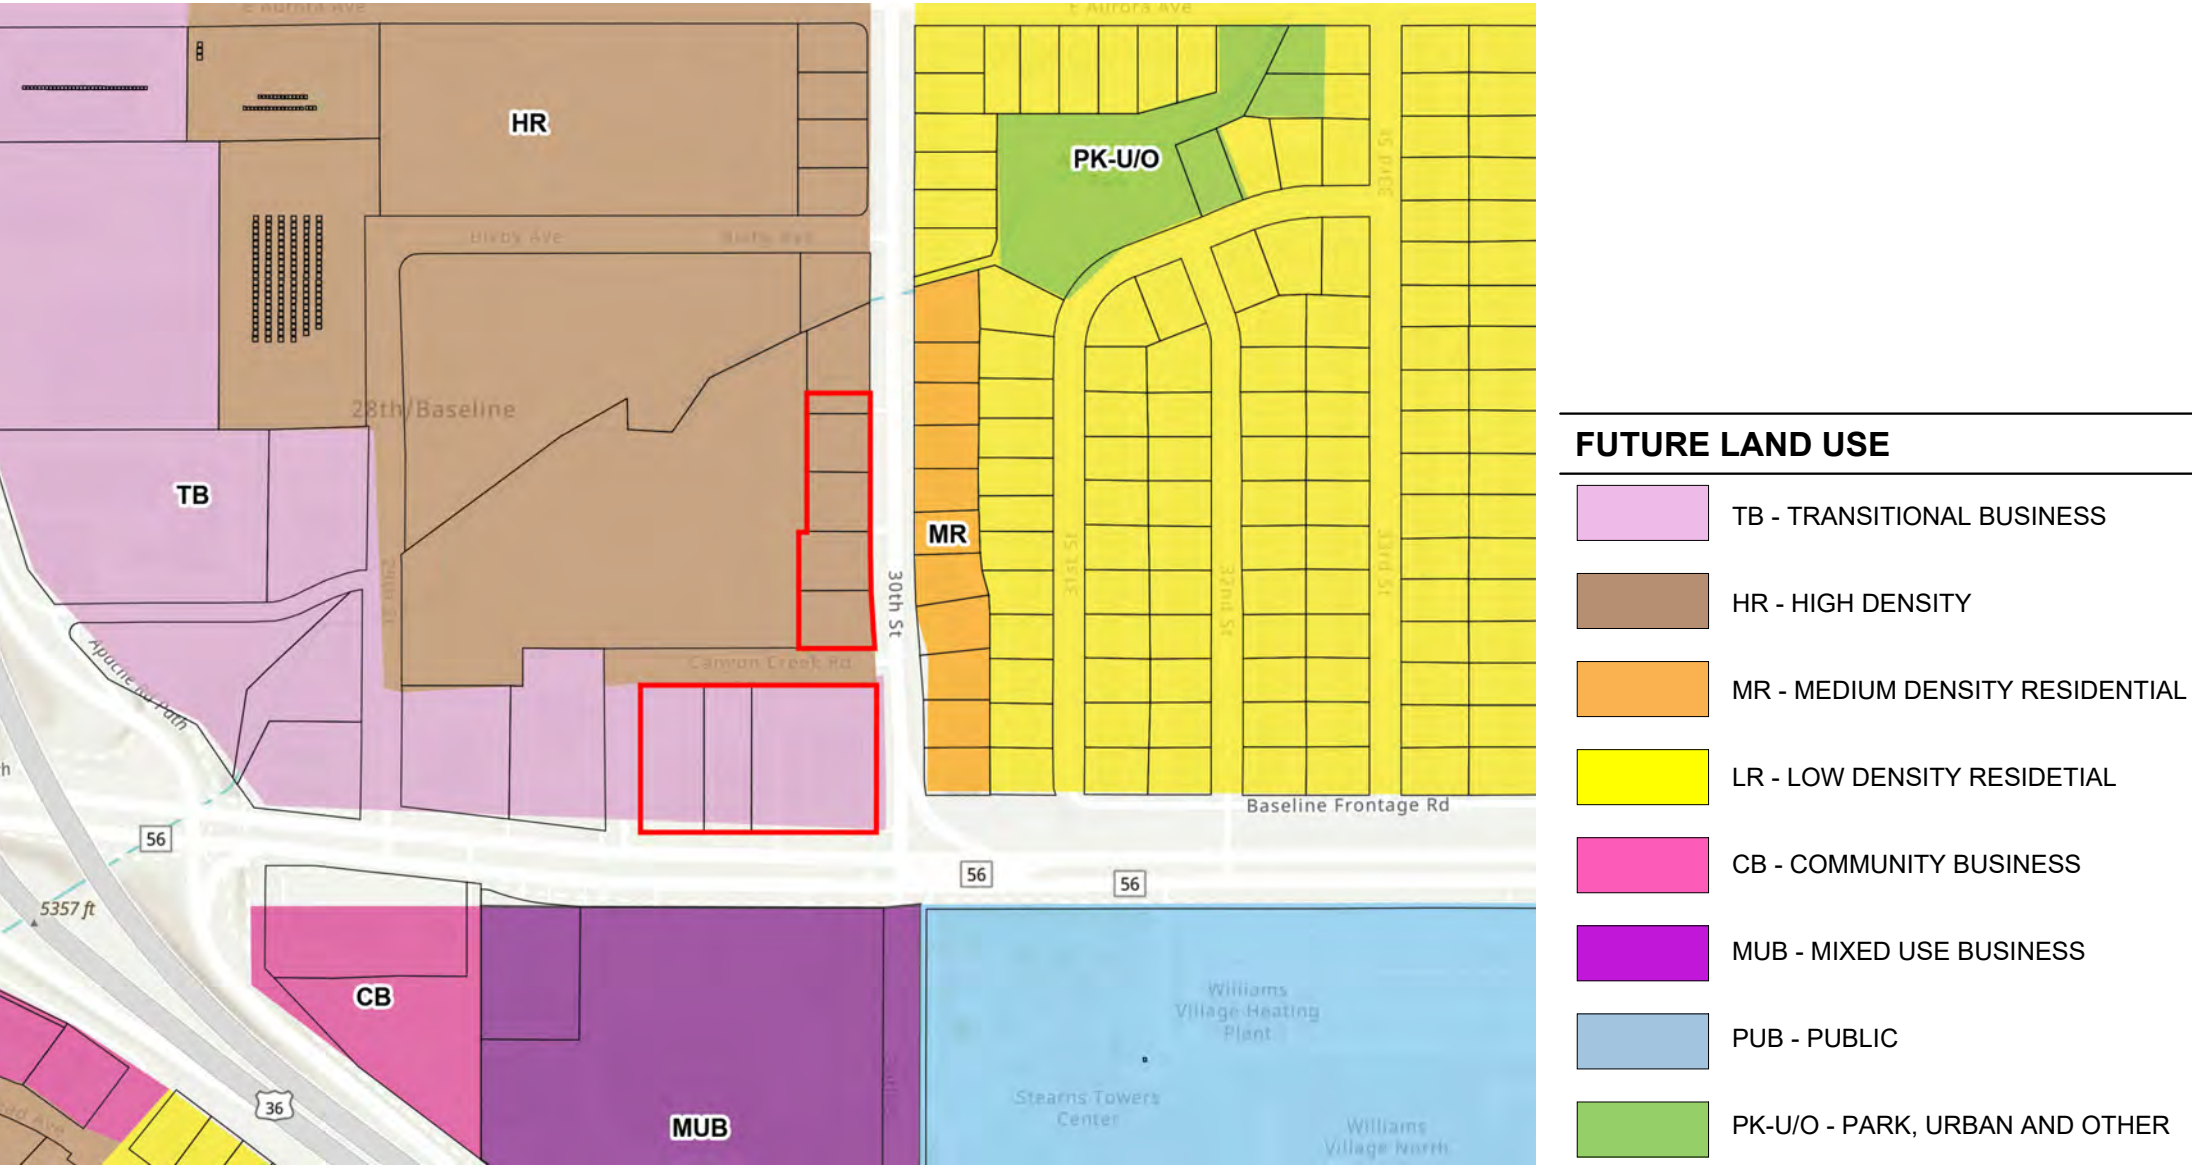 E Aurora Ave
E Aurora Ave
HR
PK-U/O
33rd St
Bixby Ave
Bixby Ave
28th/Baseline
TB
MR
29th St
30th St
31st St
32nd St
33rd St
Canyon Creek Rd
Apache Rd Path
h
Baseline Frontage Rd
56
56
56
5357 ft
CB
Williams
Village Heating
Plant
Stearns Towers
Center
36
MUB
Williams
Village North
FUTURE LAND USE
TB - TRANSITIONAL BUSINESS
HR - HIGH DENSITY
MR - MEDIUM DENSITY RESIDENTIAL
LR - LOW DENSITY RESIDETIAL
CB - COMMUNITY BUSINESS
MUB - MIXED USE BUSINESS
PUB - PUBLIC
PK-U/O - PARK, URBAN AND OTHER